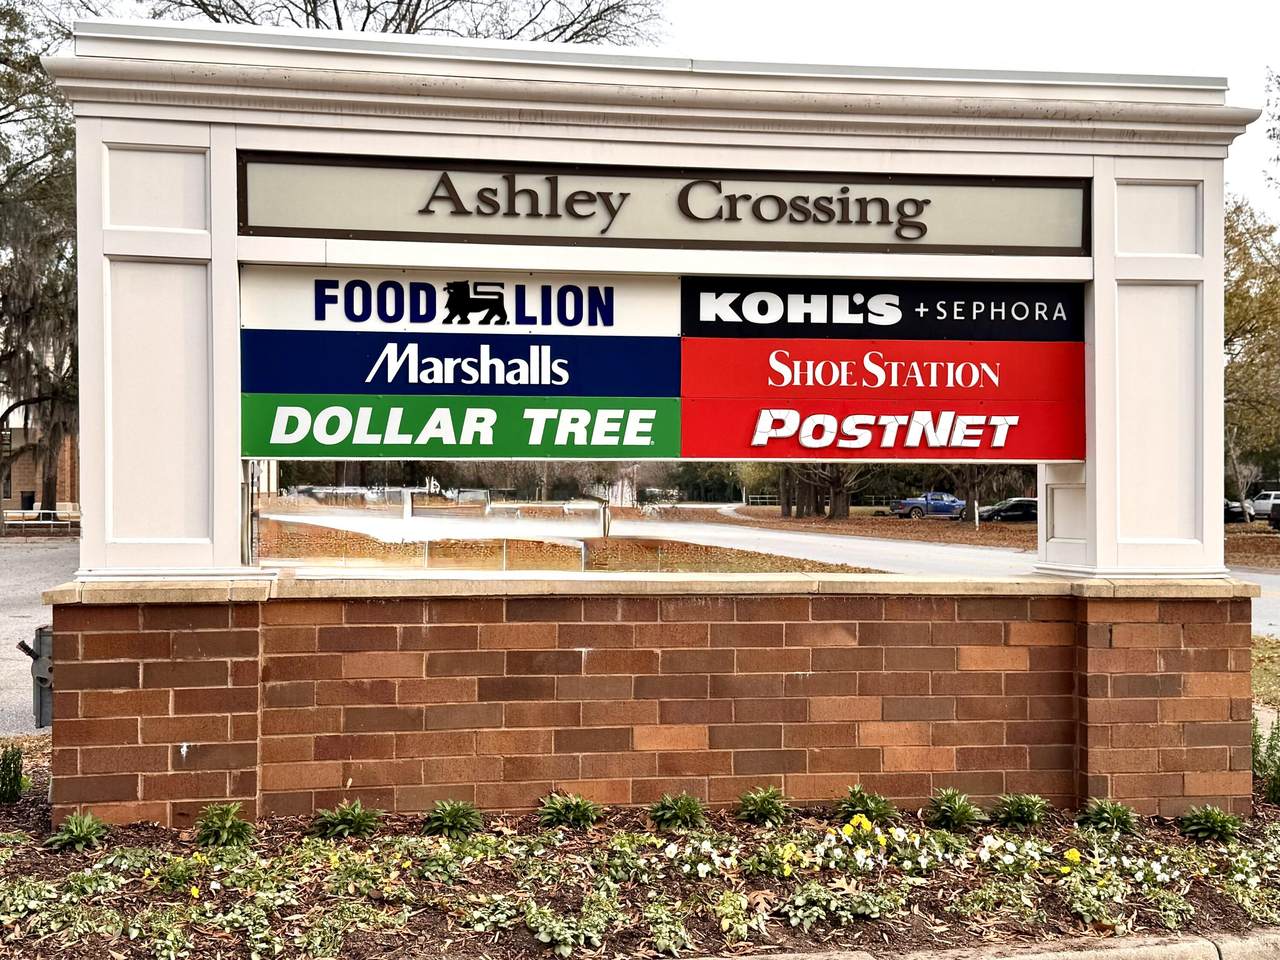 Ashley Crossing
FOOD LION
KOHL'S + SEPHORA
Marshalls
SHOE STATION
DOLLAR TREE
POSTNET